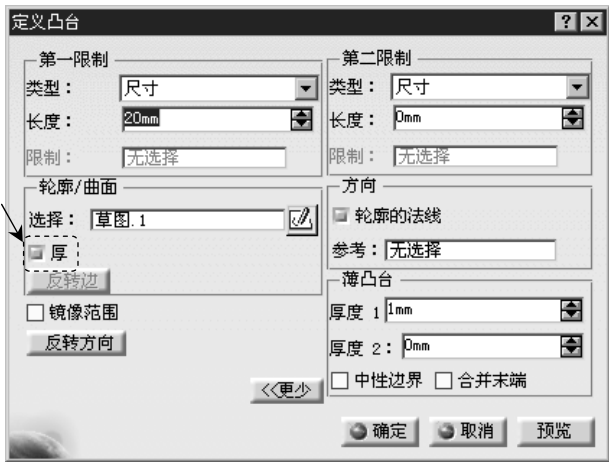 定义凸台
第一限制
类型：
尺寸
长度：
20mm
限制：
无选择
轮廓/曲面
选择：
草图.1
厚
反转边
镜像范围
反转方向
<<更少
第二限制
类型：
尺寸
长度：
0mm
限制：
无选择
方向
轮廓的法线
参考：
无选择
薄凸台
厚度 1
1mm
厚度 2：
0mm
中性边界 合并末端
确定 取消 预览